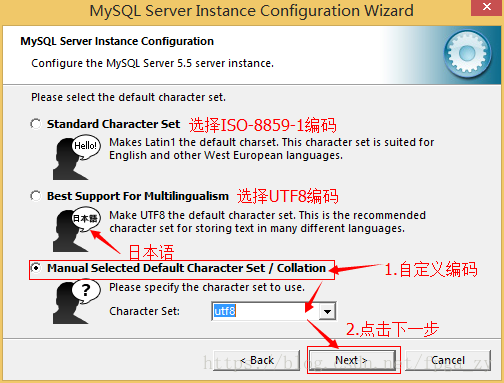 MySQL Server Instance Configuration Wizard
MySQL Server Instance Configuration
Configure the MySQL Server 5.5 server instance.
Please select the default character set.
Standard Character Set 选择ISO-8859-1编码
Hello!
Makes Latin1 the default charset. This character set is suited for
English and other West European languages.
Best Support For Multilingualism 选择UTF8编码
日本語
Make UTF8 the default character set. This is the recommended
character set for storing text in many different languages.
日本语
Manual Selected Default Character Set / Collation
1.自定义编码
?
Please specify the character set to use.
Character Set: utf8
2.点击下一步
< Back Next > Cancel